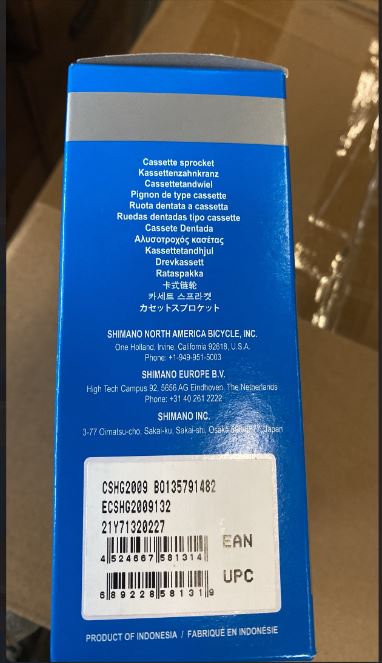 Cassette sprocket
Kassettenzahnkranz
Cassettetandwiel
Pignon de type cassette
Ruota dentata a cassetta
Ruedas dentadas tipo cassette
Cassete Dentada
Αλυσοτροχός κασέτας
Kassettandhjul
Drevkassett
Rataspakka
卡式链轮
카세트 스프라켓
カセットスプロケット
SHIMANO NORTH AMERICA BICYCLE, INC.
One Holland, Irvine, California 92618, U.S.A.
Phone: +1-949-951-5003
SHIMANO EUROPE B.V.
High Tech Campus 92, 5656 AG Eindhoven, The Netherlands
Phone: +31 40 261 2222
SHIMANO INC.
3-77 Oimatsu-cho, Sakai-ku, Sakai-shi, Osaka Japan
CSHG2009 BO135791482
ECSHG2009132
21Y71320227
EAN
4 524667 581314
UPC
6 89228 58131 9
PRODUCT OF INDONESIA / FABRIQUÉ EN INDONESIE